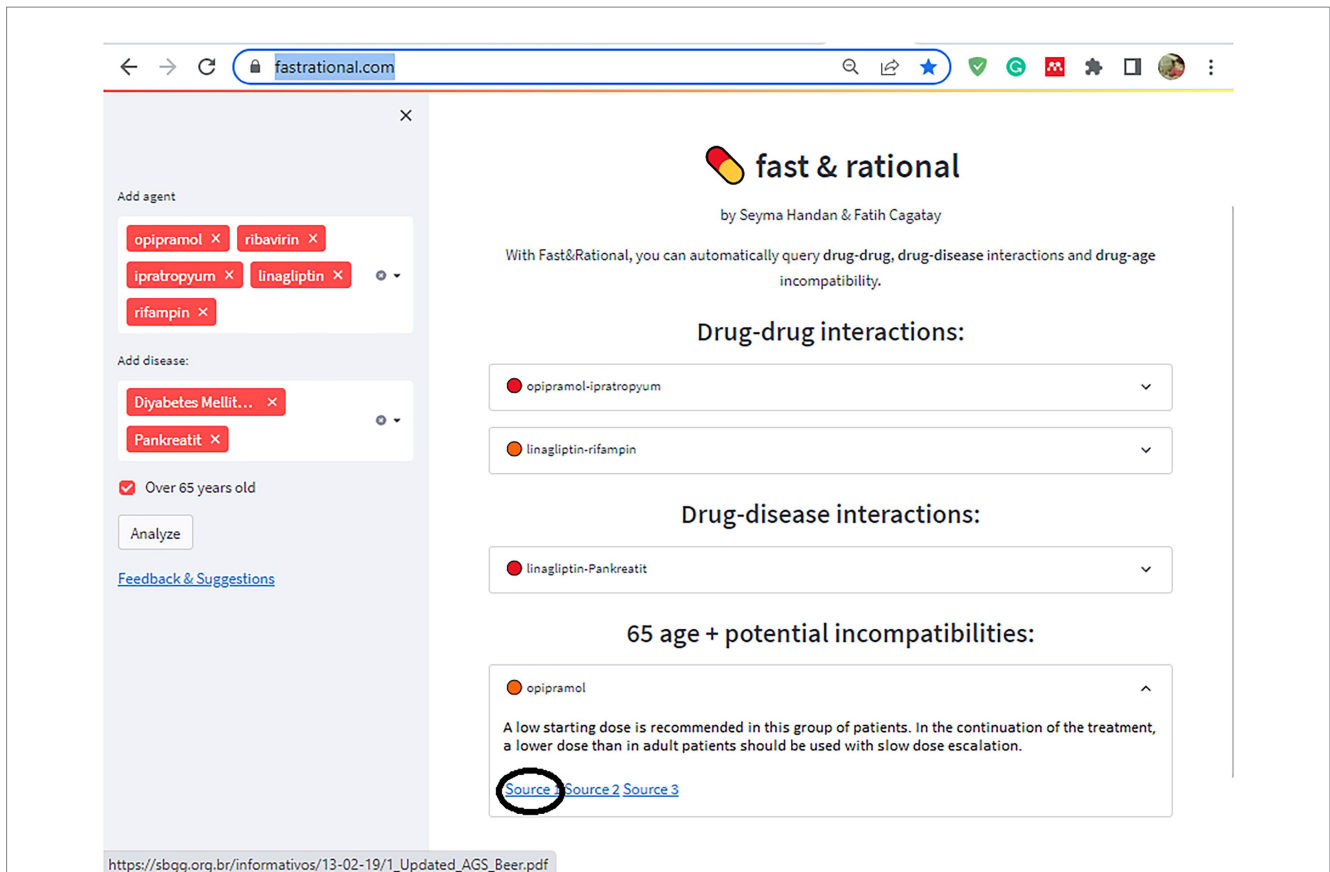 fastrational.com
Add agent
opipramol × ribavirin ×
ipratropyum × linagliptin ×
rifampin ×
Add disease:
Diyabetes Mellit... ×
Pankreatit ×
Over 65 years old
Analyze
Feedback & Suggestions
fast & rational
by Seyma Handan & Fatih Cagatay
With Fast&Rational, you can automatically query drug-drug, drug-disease interactions and drug-age
incompatibility.
Drug-drug interactions:
opipramol-ipratropyum
linagliptin-rifampin
Drug-disease interactions:
linagliptin-Pankreatit
65 age + potential incompatibilities:
opipramol
A low starting dose is recommended in this group of patients. In the continuation of the treatment,
a lower dose than in adult patients should be used with slow dose escalation.
Source 1 Source 2 Source 3
https://sbgg.org.br/informativos/13-02-19/1_Updated_AGS_Beer.pdf